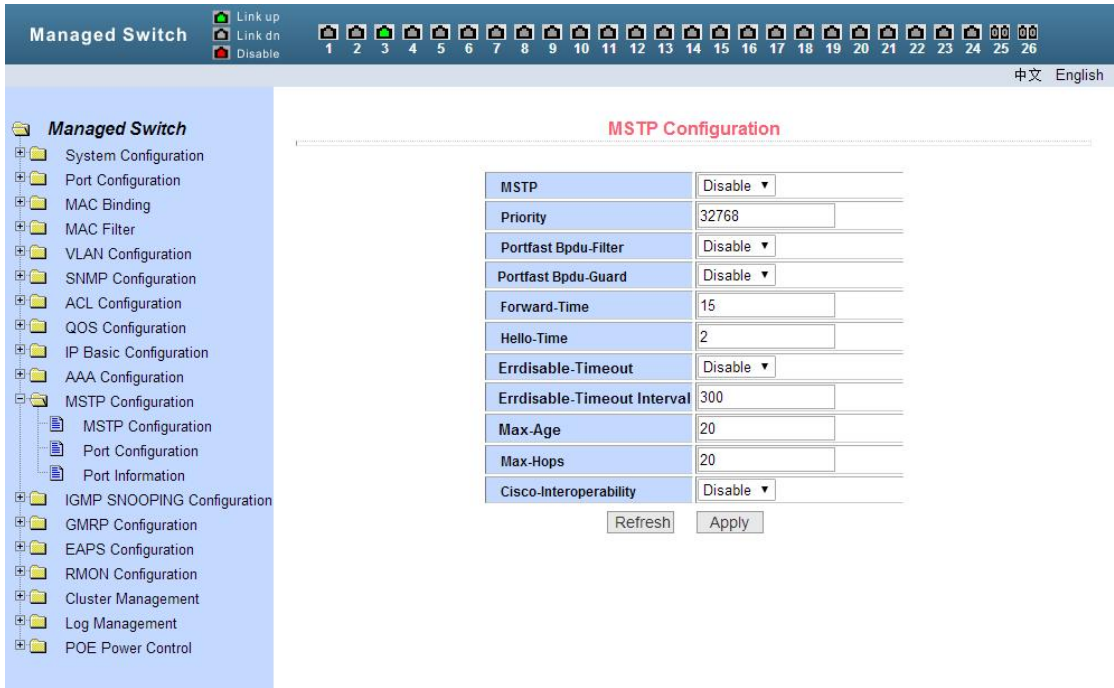 Managed Switch
Link up
Link dn
Disable
1 2 3 4 5 6 7 8 9 10 11 12 13 14 15 16 17 18 19 20 21 22 23 24 25 26
中文 English
Managed Switch
System Configuration
Port Configuration
MAC Binding
MAC Filter
VLAN Configuration
SNMP Configuration
ACL Configuration
QOS Configuration
IP Basic Configuration
AAA Configuration
MSTP Configuration
MSTP Configuration
Port Configuration
Port Information
IGMP SNOOPING Configuration
GMRP Configuration
EAPS Configuration
RMON Configuration
Cluster Management
Log Management
POE Power Control
MSTP Configuration
MSTP Disable
Priority 32768
Portfast Bpdu-Filter Disable
Portfast Bpdu-Guard Disable
Forward-Time 15
Hello-Time 2
Errdisable-Timeout Disable
Errdisable-Timeout Interval 300
Max-Age 20
Max-Hops 20
Cisco-Interoperability Disable
Refresh Apply